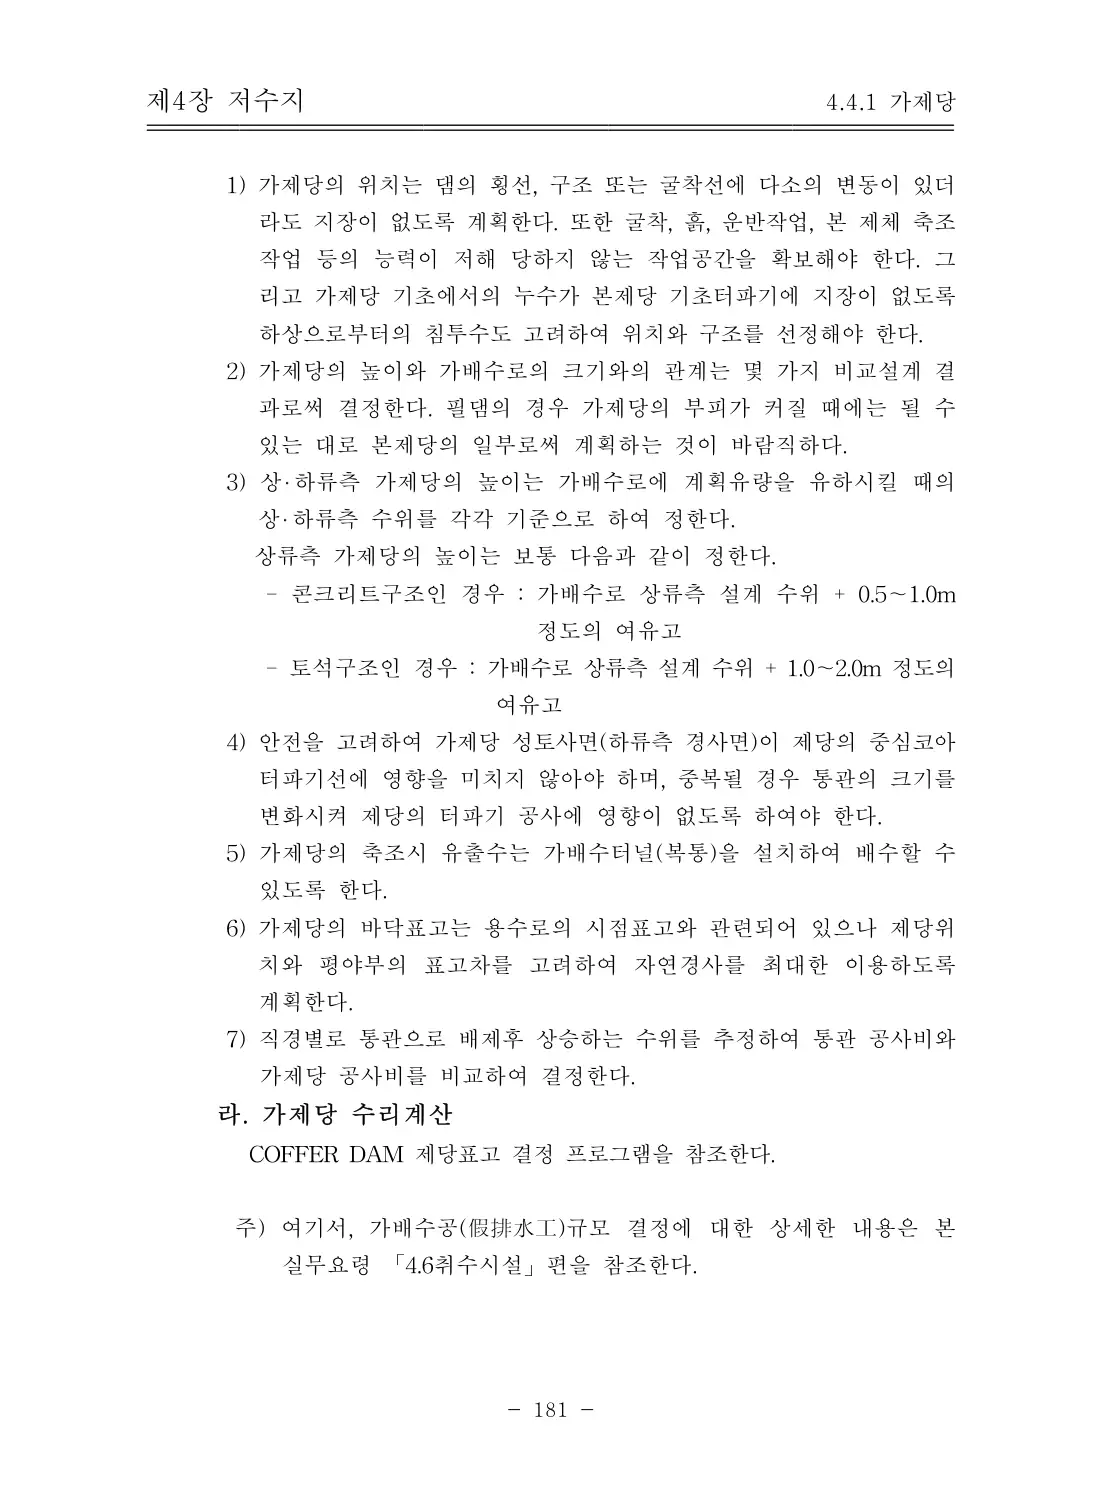 제4장 저수지
4.4.1 가제당
1) 가제당의 위치는 댐의 횡선, 구조 또는 굴착선에 다소의 변동이 있더
라도 지장이 없도록 계획한다. 또한 굴착, 흙, 운반작업, 본 제체 축조
작업 등의 능력이 저해 당하지 않는 작업공간을 확보해야 한다. 그
리고 가제당 기초에서의 누수가 본제당 기초터파기에 지장이 없도록
하상으로부터의 침투수도 고려하여 위치와 구조를 선정해야 한다.
2) 가제당의 높이와 가배수로의 크기와의 관계는 몇 가지 비교설계 결
과로써 결정한다. 필댐의 경우 가제당의 부피가 커질 때에는 될 수
있는 대로 본제당의 일부로써 계획하는 것이 바람직하다.
3) 상·하류측 가제당의 높이는 가배수로에 계획유량을 유하시킬 때의
상·하류측 수위를 각각 기준으로 하여 정한다.
상류측 가제당의 높이는 보통 다음과 같이 정한다.
- 콘크리트구조인 경우 : 가배수로 상류측 설계 수위 + 0.5～1.0m
정도의 여유고
- 토석구조인 경우 : 가배수로 상류측 설계 수위 + 1.0～2.0m 정도의
여유고
4) 안전을 고려하여 가제당 성토사면(하류측 경사면)이 제당의 중심코아
터파기선에 영향을 미치지 않아야 하며, 중복될 경우 통관의 크기를
변화시켜 제당의 터파기 공사에 영향이 없도록 하여야 한다.
5) 가제당의 축조시 유출수는 가배수터널(복통)을 설치하여 배수할 수
있도록 한다.
6) 가제당의 바닥표고는 용수로의 시점표고와 관련되어 있으나 제당위
치와 평야부의 표고차를 고려하여 자연경사를 최대한 이용하도록
계획한다.
7) 직경별로 통관으로 배제후 상승하는 수위를 추정하여 통관 공사비와
가제당 공사비를 비교하여 결정한다.
라. 가제당 수리계산
COFFER DAM 제당표고 결정 프로그램을 참조한다.
주) 여기서, 가배수공(假排水工)규모 결정에 대한 상세한 내용은 본
실무요령 「4.6취수시설」편을 참조한다.
- 181 -